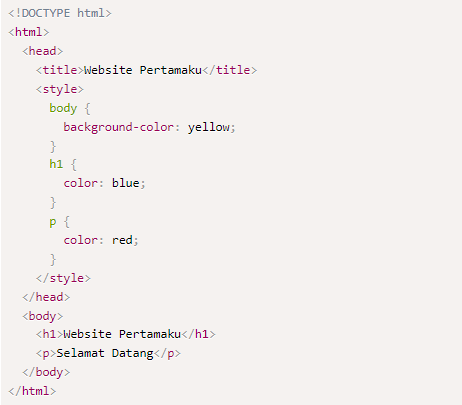 <!DOCTYPE html>
<html>
  <head>
    <title>Website Pertamaku</title>
    <style>
      body {
        background-color: yellow;
      }
      h1 {
        color: blue;
      }
      p {
        color: red;
      }
    </style>
  </head>
  <body>
    <h1>Website Pertamaku</h1>
    <p>Selamat Datang</p>
  </body>
</html>